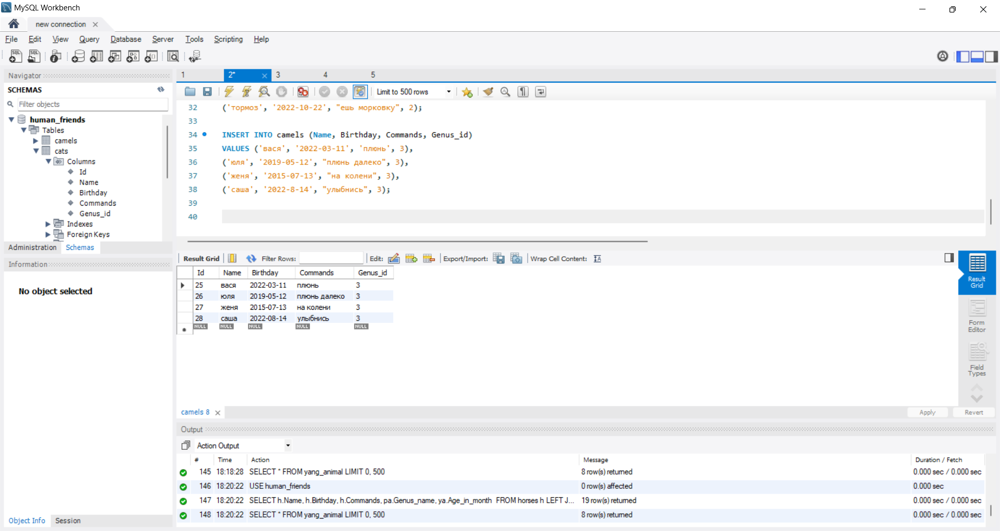 MySQL Workbench
new connection
File Edit View Query Database Server Tools Scripting Help
Navigator
SCHEMAS
Filter objects
human_friends
Tables
camels
cats
Columns
Id
Name
Birthday
Commands
Genus_id
Indexes
Foreign Keys
Administration Schemas
Information
No object selected
Object Info Session
1 2* 3 4 5
Limit to 500 rows
32 ('тормоз', '2022-10-22', "ешь морковку", 2);
33
34 INSERT INTO camels (Name, Birthday, Commands, Genus_id)
35 VALUES ('вася', '2022-03-11', 'плюнь', 3),
36 ('юля', '2019-05-12', "плюнь далеко", 3),
37 ('женя', '2015-07-13', "на колени", 3),
38 ('саша', '2022-8-14', "улыбнись", 3);
39
40
Result Grid Filter Rows: Edit: Export/Import: Wrap Cell Content:
Id Name Birthday Commands Genus_id
25 вася 2022-03-11 плюнь 3
26 юля 2019-05-12 плюнь далеко 3
27 женя 2015-07-13 на колени 3
28 саша 2022-08-14 улыбнись 3
NULL NULL NULL NULL NULL
Result
Grid
Form
Editor
Field
Types
camels 8 Apply Revert
Output
Action Output
# Time Action Message Duration / Fetch
145 18:18:28 SELECT * FROM yang_animal LIMIT 0, 500 8 row(s) returned 0.000 sec / 0.000 sec
146 18:20:22 USE human_friends 0 row(s) affected 0.000 sec
147 18:20:22 SELECT h.Name, h.Birthday, h.Commands, pa.Genus_name, ya.Age_in_month FROM horses h LEFT J... 19 row(s) returned 0.000 sec / 0.000 sec
148 18:20:22 SELECT * FROM yang_animal LIMIT 0, 500 8 row(s) returned 0.000 sec / 0.000 sec